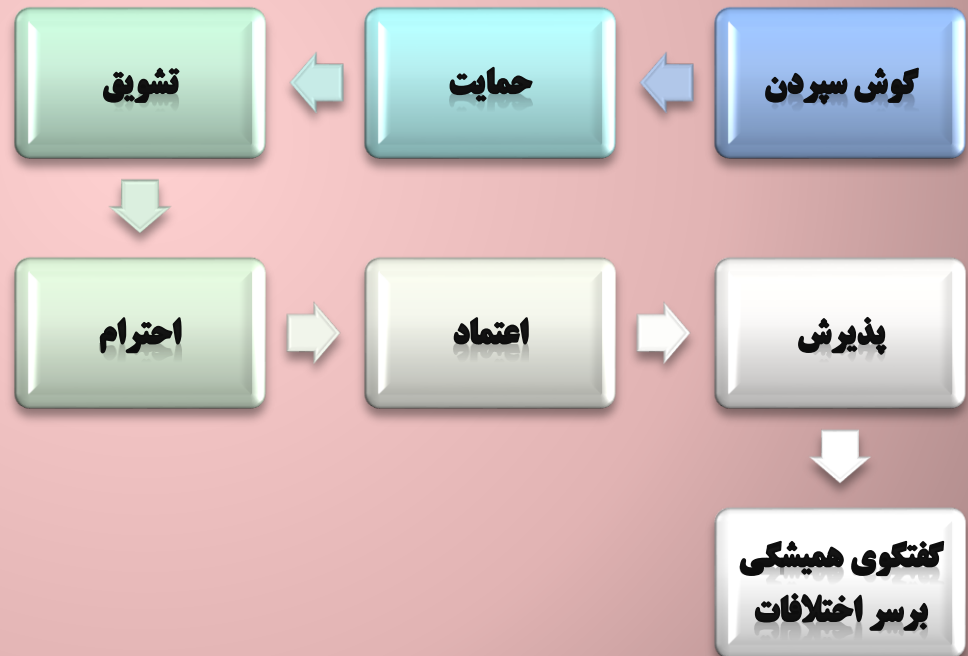 گوش سپردن
حمایت
تشویق
احترام
اعتماد
پذیرش
گفتگوی همیشگی
برسر اختلافات